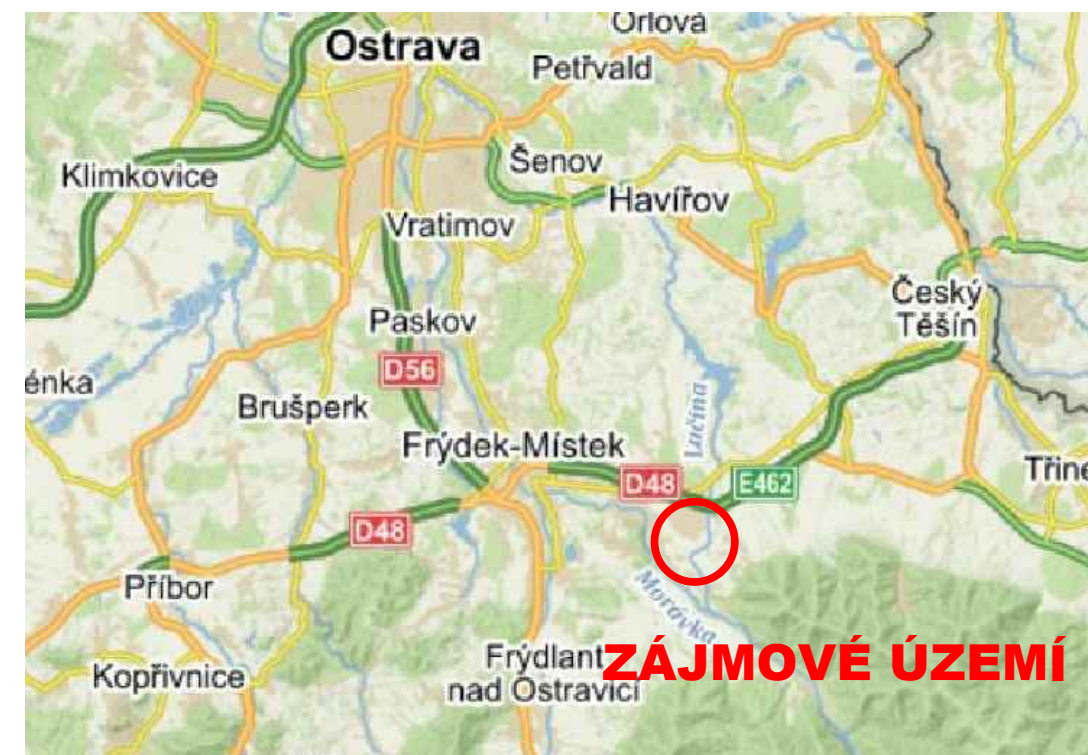 Orlová
Ostrava
Petřvald
Šenov
Klimkovice
Havířov
Vratimov
Český
Těšín
Paskov
D56
énka
Brušperk
Lučina
Frýdek-Místek
Třine
D48
E462
D48
Příbor
Morávka
Frýdlant
nad Ostravicí
ZÁJMOVÉ ÚZEMÍ
Kopřivnice